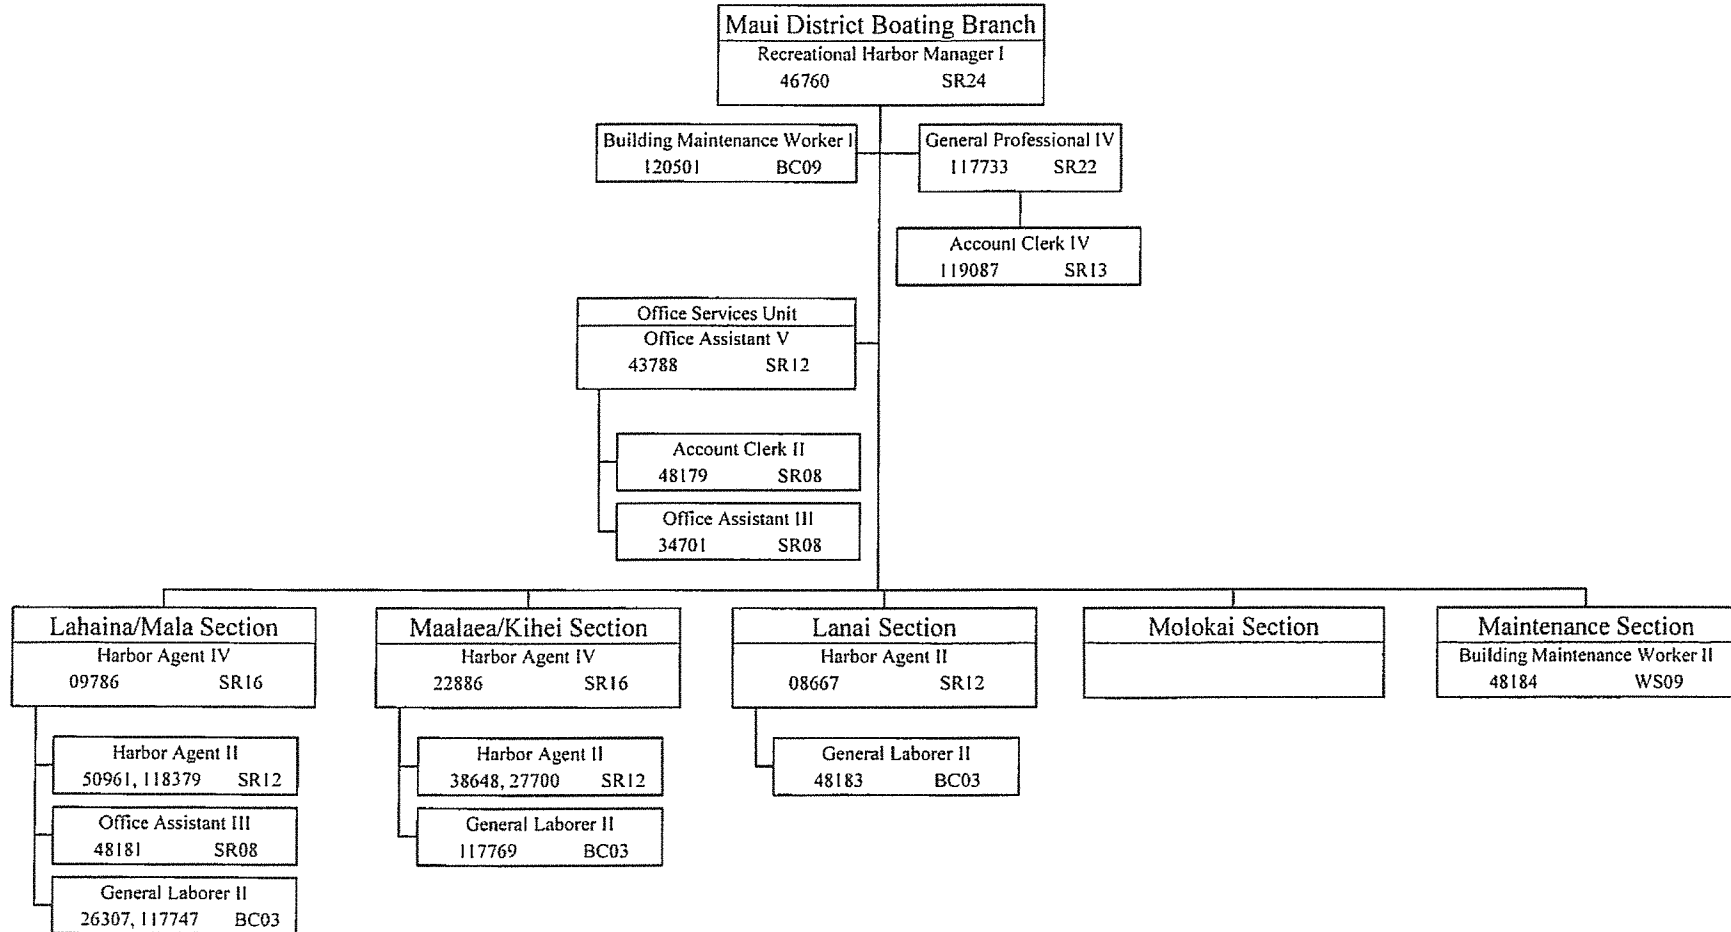 Maui District Boating Branch
Recreational Harbor Manager I
46760 SR24
Building Maintenance Worker I
120501 BC09
General Professional IV
117733 SR22
Account Clerk IV
119087 SR13
Office Services Unit
Office Assistant V
43788 SR12
Account Clerk II
48179 SR08
Office Assistant III
34701 SR08
Lahaina/Mala Section
Harbor Agent IV
09786 SR16
Harbor Agent II
50961, 118379 SR12
Office Assistant III
48181 SR08
General Laborer II
26307, 117747 BC03
Maalaea/Kihei Section
Harbor Agent IV
22886 SR16
Harbor Agent II
38648, 27700 SR12
General Laborer II
117769 BC03
Lanai Section
Harbor Agent II
08667 SR12
General Laborer II
48183 BC03
Molokai Section
Maintenance Section
Building Maintenance Worker II
48184 WS09